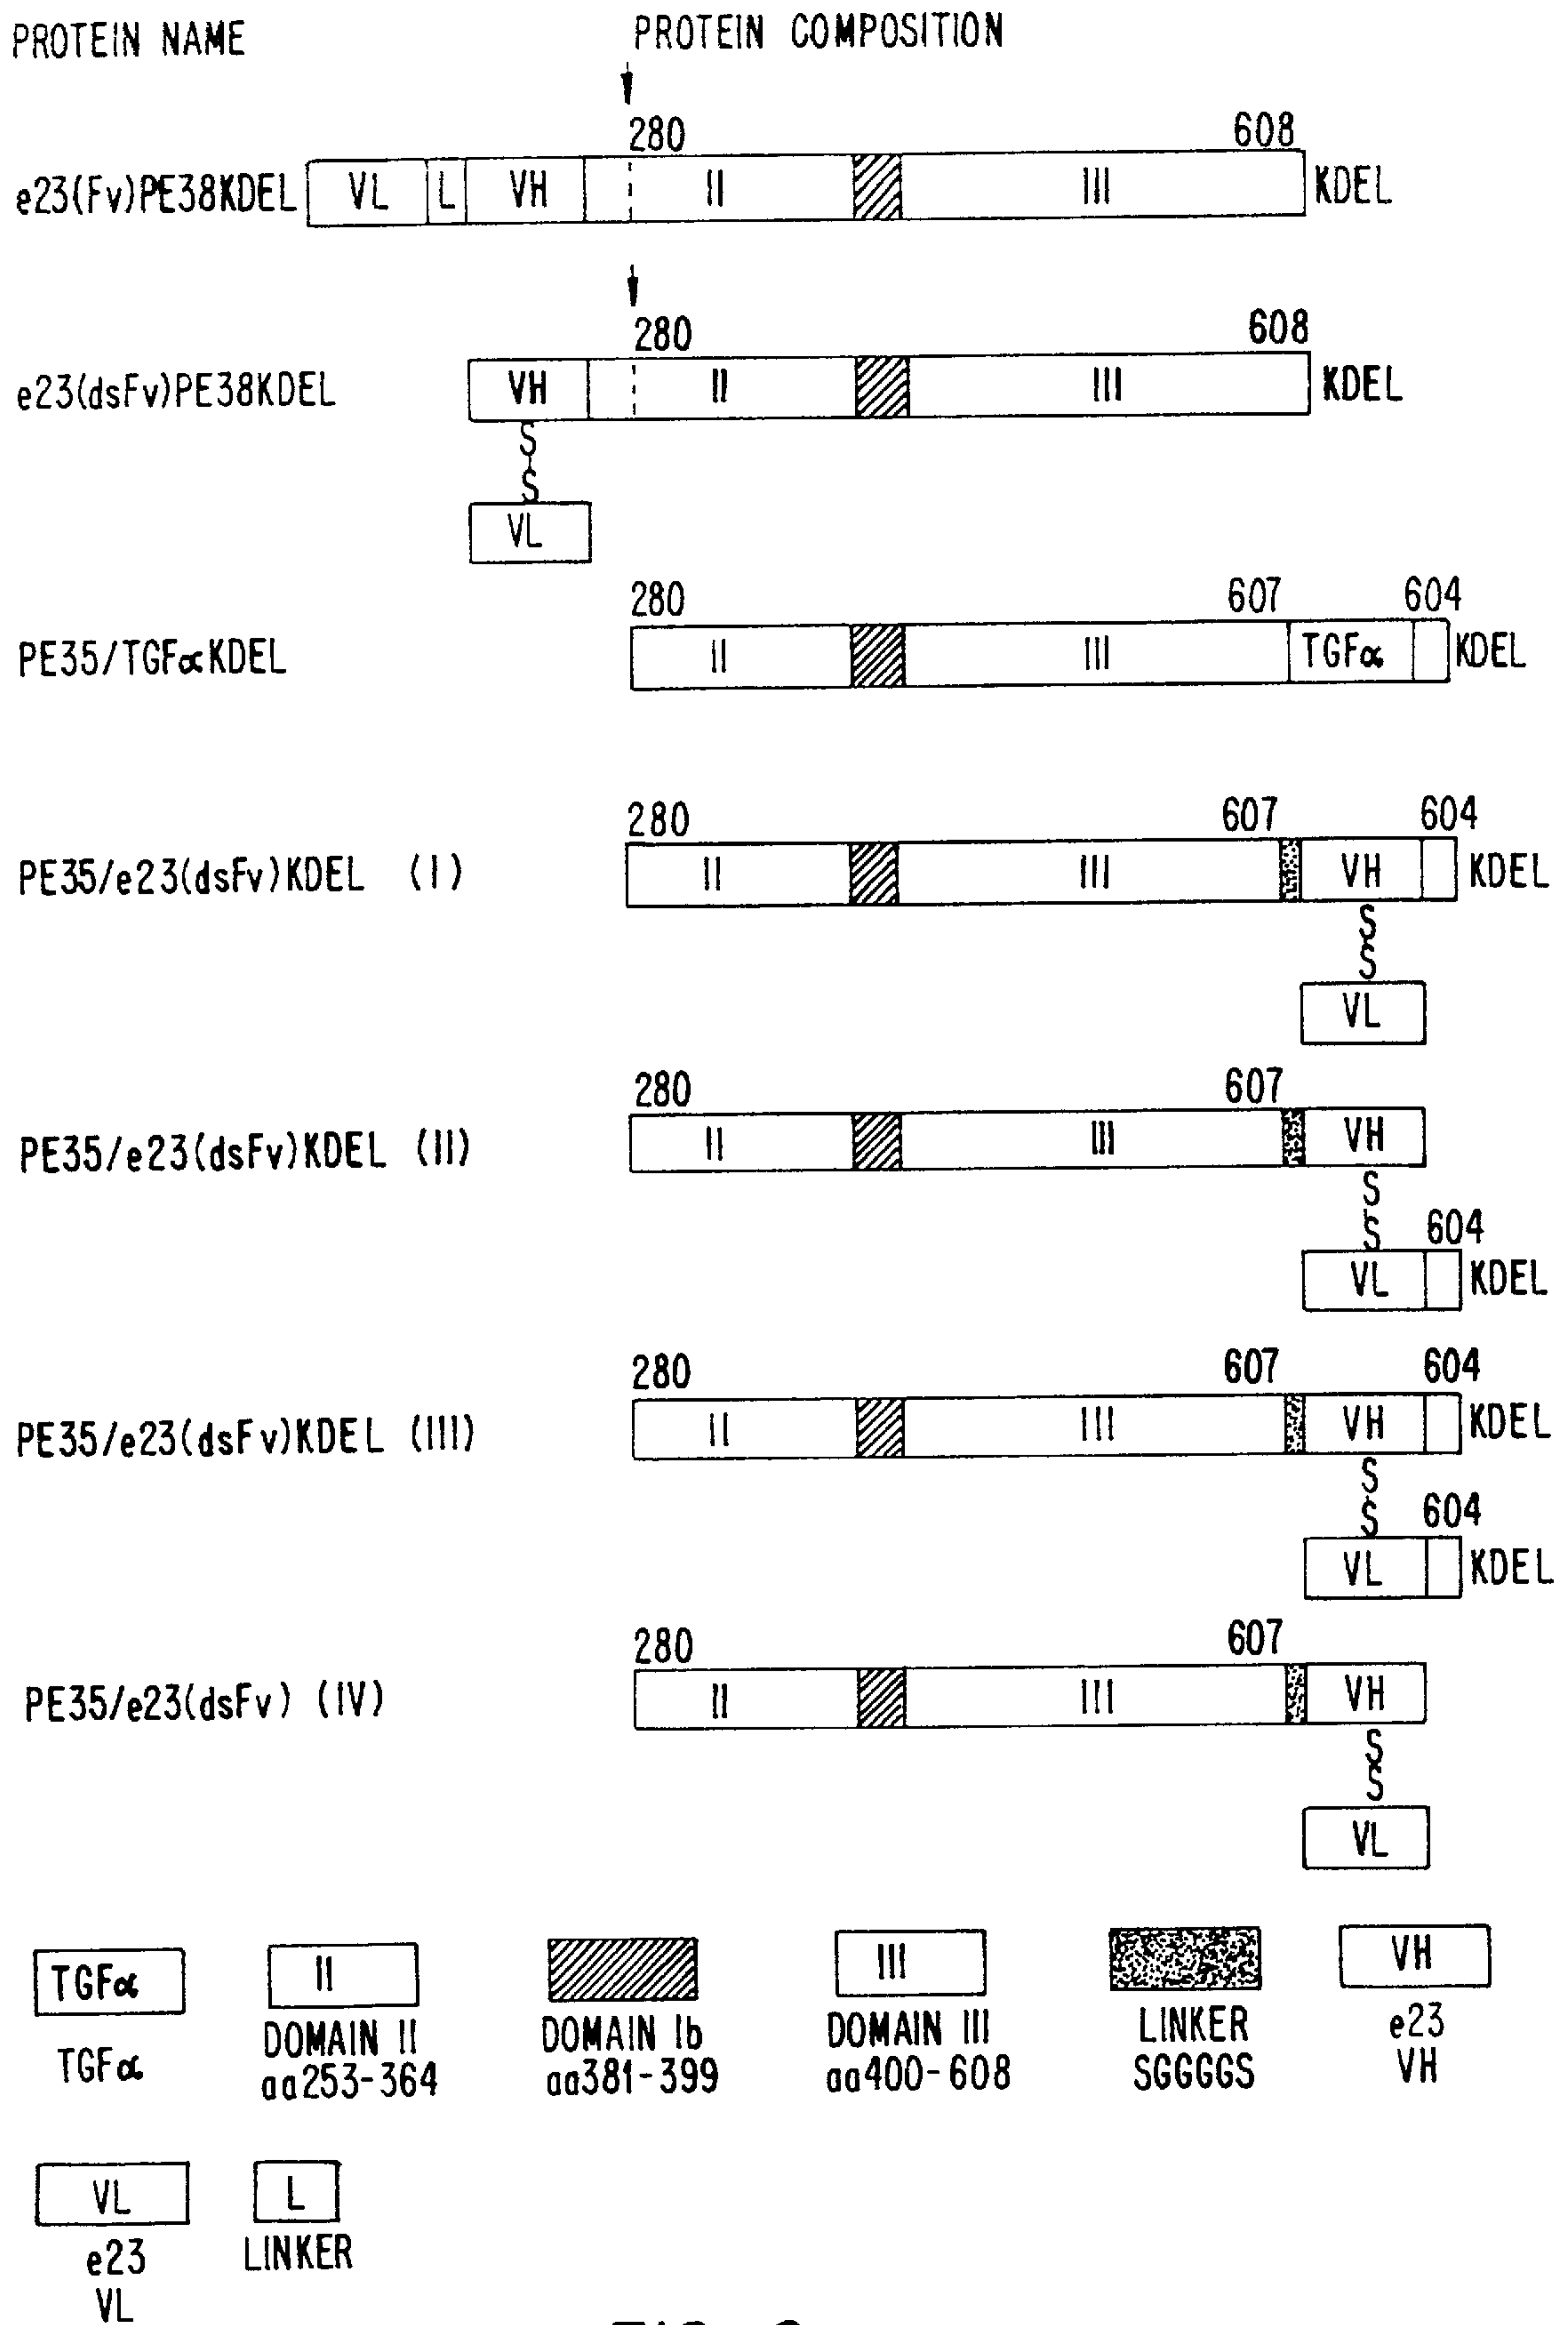 PROTEIN NAME PROTEIN COMPOSITION
280 608
e23(Fv)PE38KDEL VL L VH II III KDEL
280 608
e23(dsFv)PE38KDEL VH II III KDEL
S
S
VL
280 607 604
PE35/TGFαKDEL II III TGFα KDEL
280 607 604
PE35/e23(dsFv)KDEL (I) II III VH KDEL
S
S
VL
280 607
PE35/e23(dsFv)KDEL (II) II III VH
S
S 604
VL KDEL
280 607 604
PE35/e23(dsFv)KDEL (III) II III VH KDEL
S
S 604
VL KDEL
280 607
PE35/e23(dsFv) (IV) II III VH
S
S
VL
TGFα II III VH
TGFα DOMAIN II DOMAIN Ib DOMAIN III LINKER e23
aa253-364 aa381-399 aa400-608 SGGGGS VH
VL L
e23 LINKER
VL